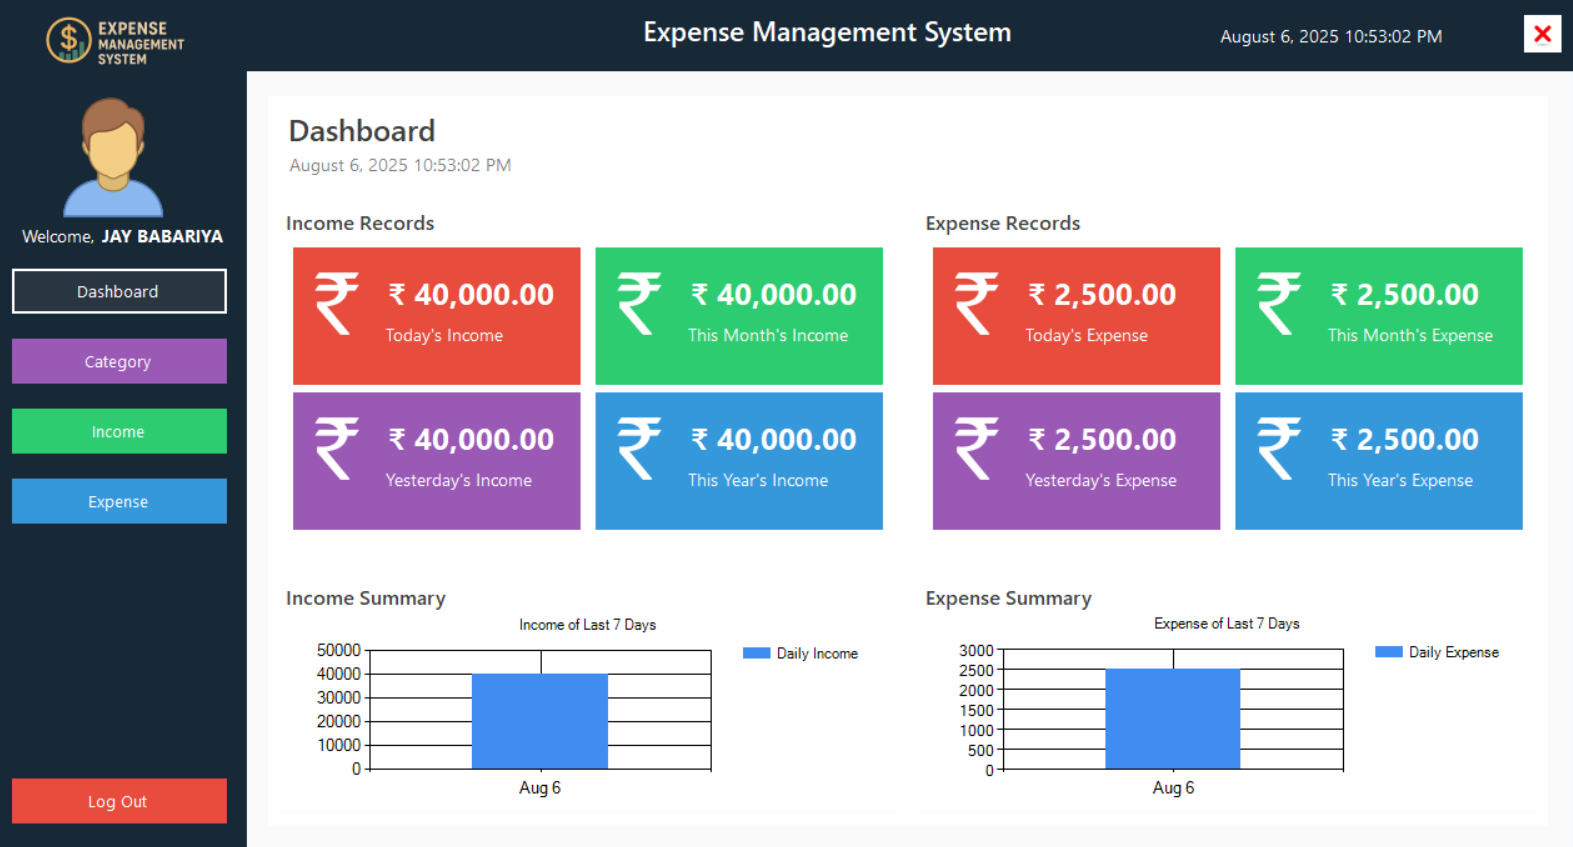 EXPENSE
MANAGEMENT
SYSTEM
Expense Management System
August 6, 2025 10:53:02 PM
Welcome, JAY BABARIYA
Dashboard
Category
Income
Expense
Log Out
Dashboard
August 6, 2025 10:53:02 PM
Income Records
₹ ₹ 40,000.00
Today's Income
₹ ₹ 40,000.00
This Month's Income
₹ ₹ 40,000.00
Yesterday's Income
₹ ₹ 40,000.00
This Year's Income
Expense Records
₹ ₹ 2,500.00
Today's Expense
₹ ₹ 2,500.00
This Month's Expense
₹ ₹ 2,500.00
Yesterday's Expense
₹ ₹ 2,500.00
This Year's Expense
Income Summary
Income of Last 7 Days
Daily Income
50000
40000
30000
20000
10000
0
Aug 6
Expense Summary
Expense of Last 7 Days
Daily Expense
3000
2500
2000
1500
1000
500
0
Aug 6